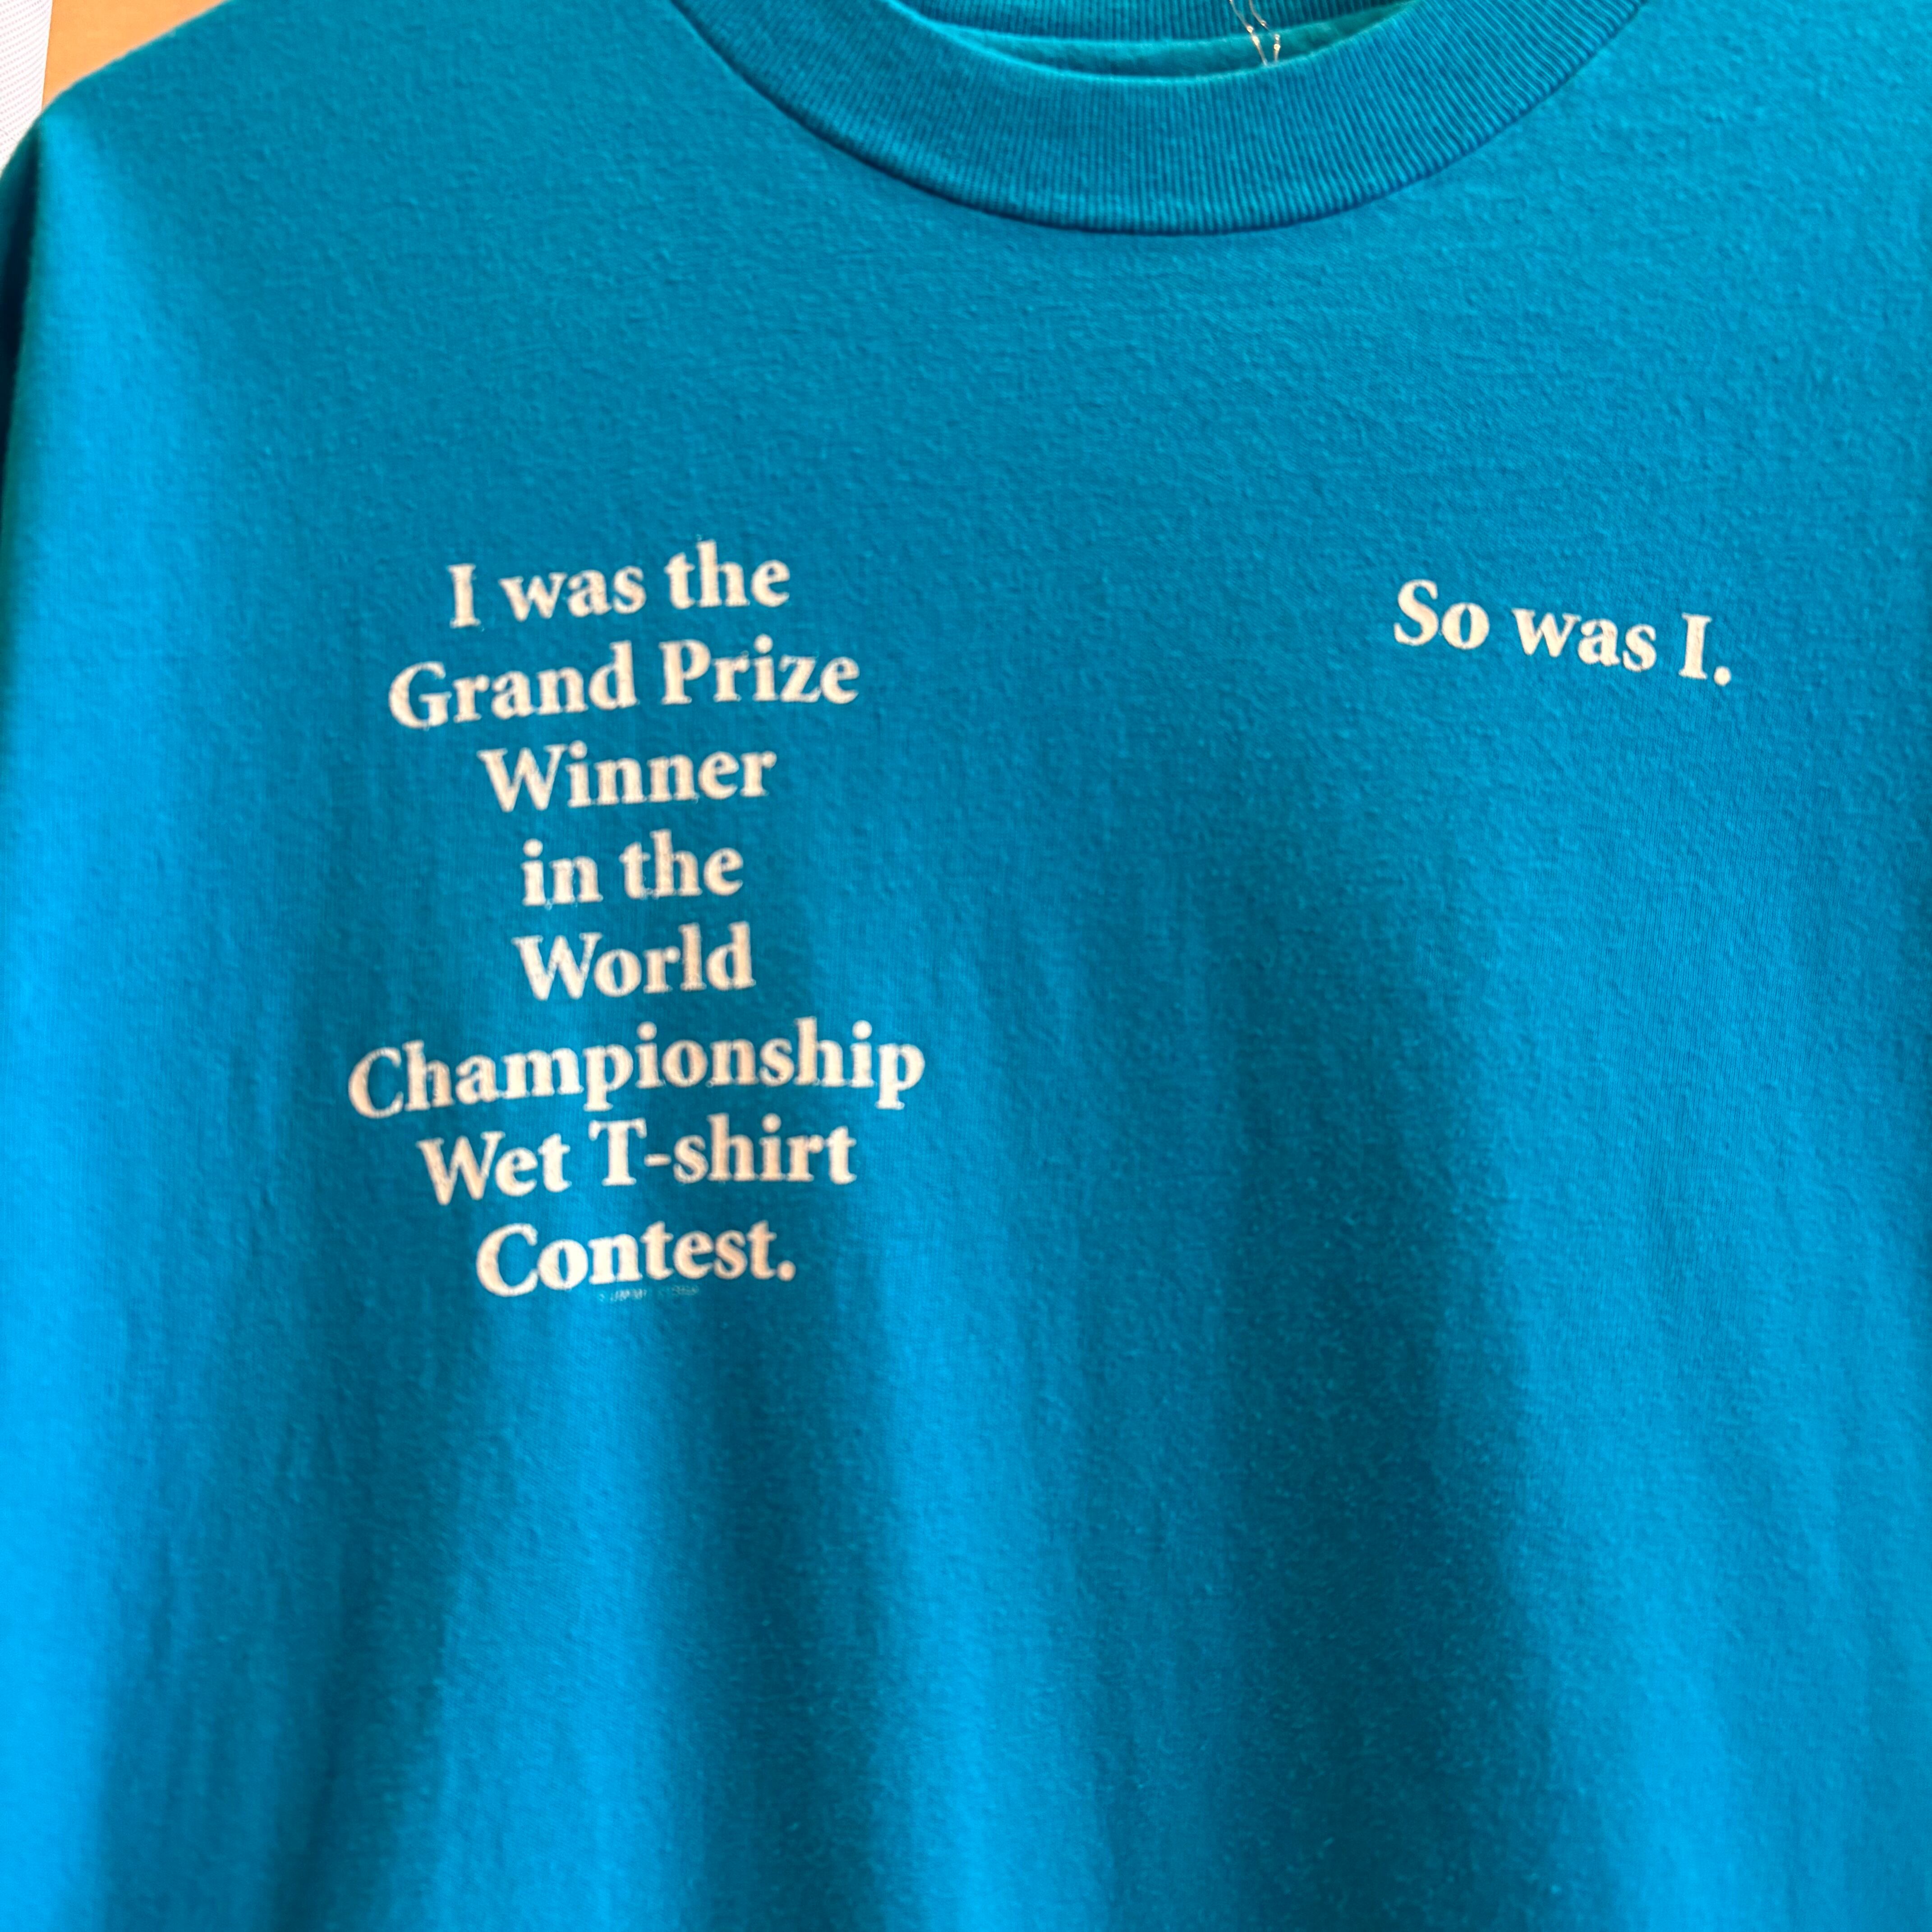 I was the
Grand Prize
Winner
in the
World
Championship
Wet T-shirt
Contest.
So was I.